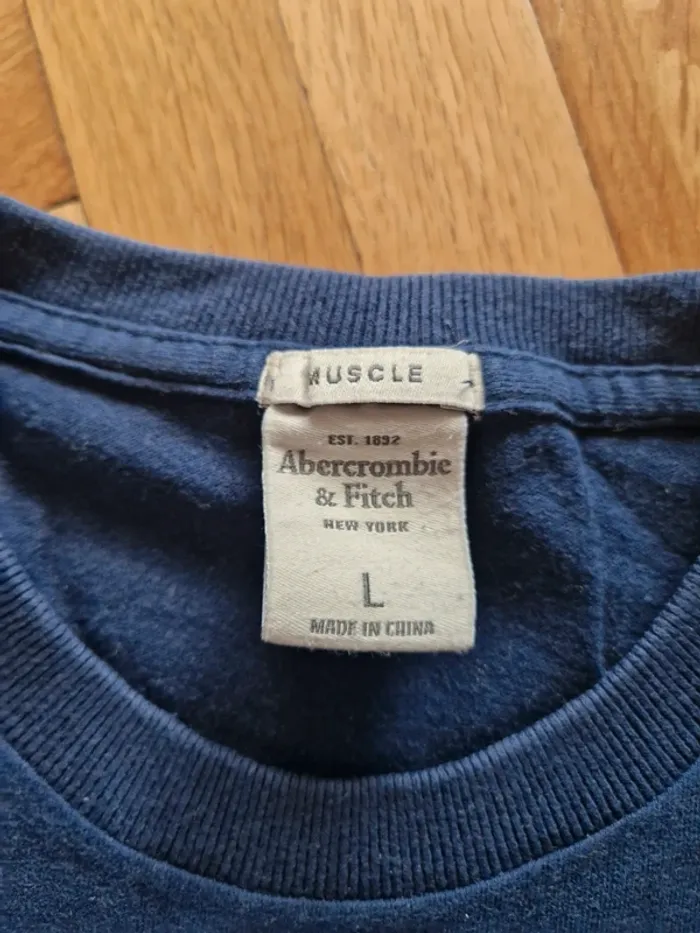 MUSCLE
EST. 1892
Abercrombie
& Fitch
NEW YORK
L
MADE IN CHINA